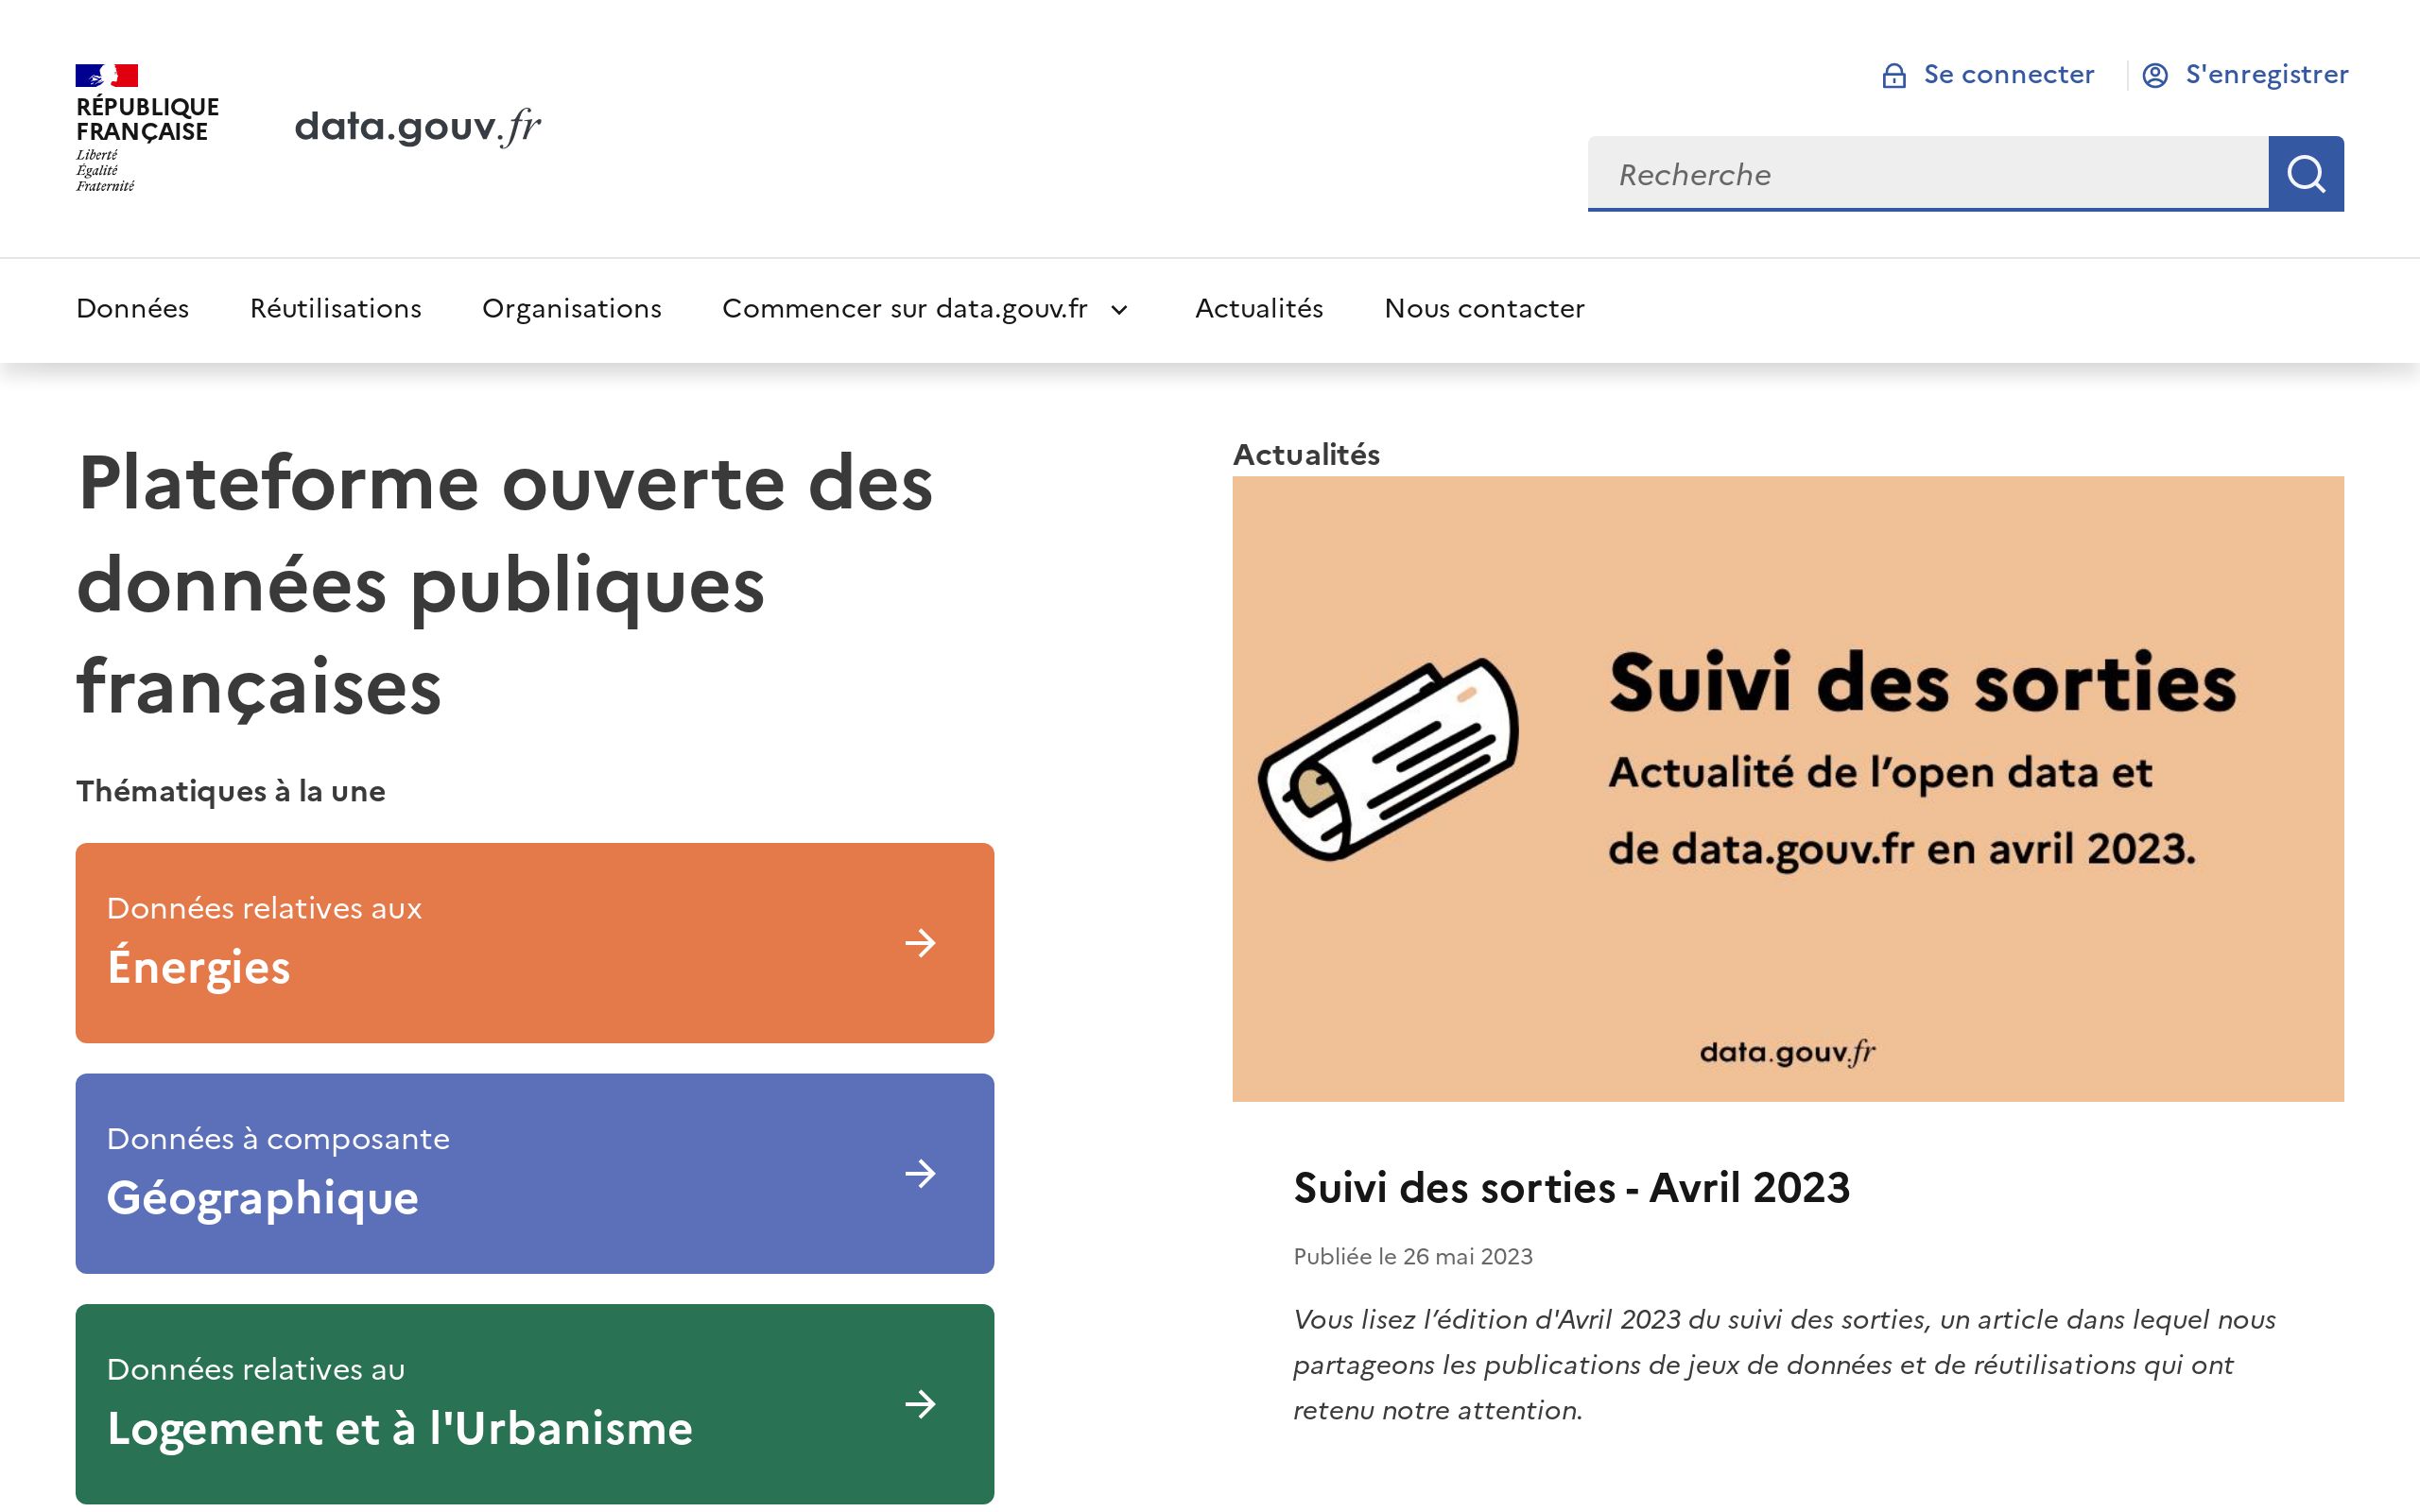 RÉPUBLIQUE
FRANÇAISE
Liberté
Égalité
Fraternité
data.gouv.fr
Se connecter
S'enregistrer
Recherche
Données
Réutilisations
Organisations
Commencer sur data.gouv.fr
Actualités
Nous contacter
Plateforme ouverte des
données publiques
françaises
Thématiques à la une
Données relatives aux
Énergies
Données à composante
Géographique
Données relatives au
Logement et à l'Urbanisme
Actualités
Suivi des sorties
Actualité de l’open data et
de data.gouv.fr en avril 2023.
data.gouv.fr
Suivi des sorties - Avril 2023
Publiée le 26 mai 2023
Vous lisez l’édition d'Avril 2023 du suivi des sorties, un article dans lequel nous
partageons les publications de jeux de données et de réutilisations qui ont
retenu notre attention.